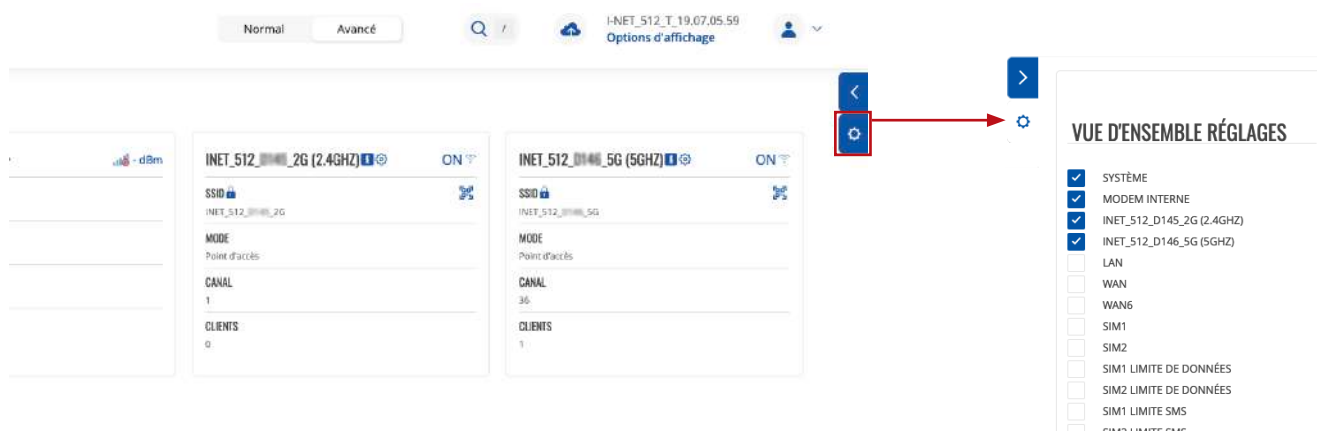 Normal Avancé / I-NET_512_T_19.07.05.59
Options d'affichage
- dBm
INET_512_ _2G (2.4GHZ) ON
SSID
INET_512_ _2G
MODE
Point d'accès
CANAL
1
CLIENTS
0
INET_512_ _5G (5GHZ) ON
SSID
INET_512_ _5G
MODE
Point d'accès
CANAL
36
CLIENTS
1
VUE D'ENSEMBLE RÉGLAGES
SYSTÈME
MODEM INTERNE
INET_512_D145_2G (2.4GHZ)
INET_512_D146_5G (5GHZ)
LAN
WAN
WAN6
SIM1
SIM2
SIM1 LIMITE DE DONNÉES
SIM2 LIMITE DE DONNÉES
SIM1 LIMITE SMS
SIM2 LIMITE SMS